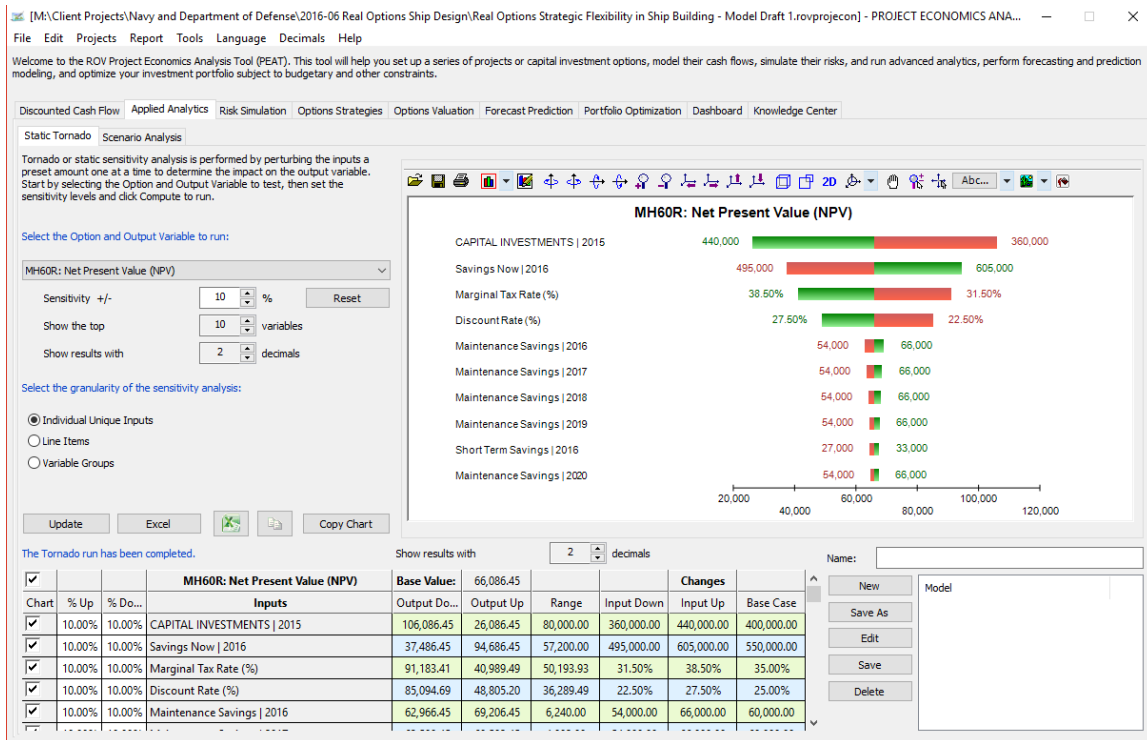 [M:\Client Projects\Navy and Department of Defense\2016-06 Real Options Ship Design\Real Options Strategic Flexibility in Ship Building - Model Draft 1.rovprojecon] - PROJECT ECONOMICS ANA...
File Edit Projects Report Tools Language Decimals Help
Welcome to the ROV Project Economics Analysis Tool (PEAT). This tool will help you set up a series of projects or capital investment options, model their cash flows, simulate their risks, and run advanced analytics, perform forecasting and prediction
modeling, and optimize your investment portfolio subject to budgetary and other constraints.
Discounted Cash Flow Applied Analytics Risk Simulation Options Strategies Options Valuation Forecast Prediction Portfolio Optimization Dashboard Knowledge Center
Static Tornado Scenario Analysis
Tornado or static sensitivity analysis is performed by perturbing the inputs a
preset amount one at a time to determine the impact on the output variable.
Start by selecting the Option and Output Variable to test, then set the
sensitivity levels and click Compute to run.
Select the Option and Output Variable to run:
MH60R: Net Present Value (NPV)
Sensitivity +/- 10 % Reset
Show the top 10 variables
Show results with 2 decimals
Select the granularity of the sensitivity analysis:
Individual Unique Inputs
Line Items
Variable Groups
Update Excel Copy Chart
The Tornado run has been completed.
2D Abc...
MH60R: Net Present Value (NPV)
CAPITAL INVESTMENTS | 2015 440,000 360,000
Savings Now | 2016 495,000 605,000
Marginal Tax Rate (%) 38.50% 31.50%
Discount Rate (%) 27.50% 22.50%
Maintenance Savings | 2016 54,000 66,000
Maintenance Savings | 2017 54,000 66,000
Maintenance Savings | 2018 54,000 66,000
Maintenance Savings | 2019 54,000 66,000
Short Term Savings | 2016 27,000 33,000
Maintenance Savings | 2020 54,000 66,000
20,000 60,000 100,000
40,000 80,000 120,000
Show results with 2 decimals
MH60R: Net Present Value (NPV) Base Value: 66,086.45 Changes
Chart % Up % Do... Inputs Output Do... Output Up Range Input Down Input Up Base Case
10.00% 10.00% CAPITAL INVESTMENTS | 2015 106,086.45 26,086.45 80,000.00 360,000.00 440,000.00 400,000.00
10.00% 10.00% Savings Now | 2016 37,486.45 94,686.45 57,200.00 495,000.00 605,000.00 550,000.00
10.00% 10.00% Marginal Tax Rate (%) 91,183.41 40,989.49 50,193.93 31.50% 38.50% 35.00%
10.00% 10.00% Discount Rate (%) 85,094.69 48,805.20 36,289.49 22.50% 27.50% 25.00%
10.00% 10.00% Maintenance Savings | 2016 62,966.45 69,206.45 6,240.00 54,000.00 66,000.00 60,000.00
Name:
New
Save As
Edit
Save
Delete
Model